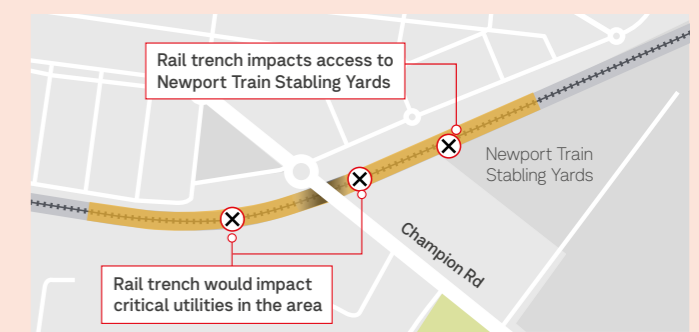 Rail trench impacts access to
Newport Train Stabling Yards
Newport Train
Stabling Yards
Champion Rd
Rail trench would impact
critical utilities in the area